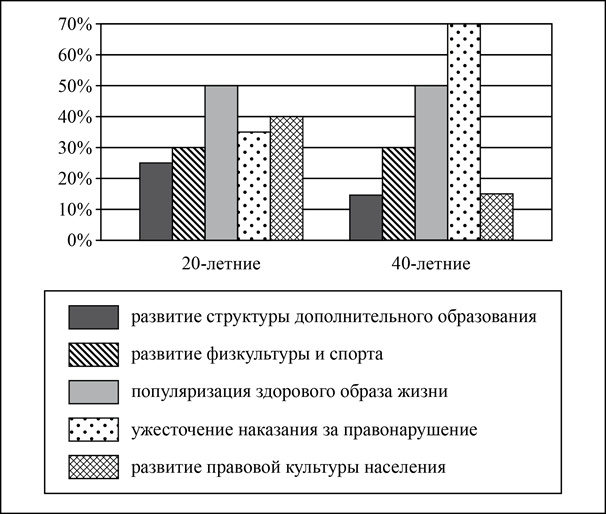 70%
60%
50%
40%
30%
20%
10%
0%
20-летние
40-летние
развитие структуры дополнительного образования
развитие физкультуры и спорта
популяризация здорового образа жизни
ужесточение наказания за правонарушение
развитие правовой культуры населения